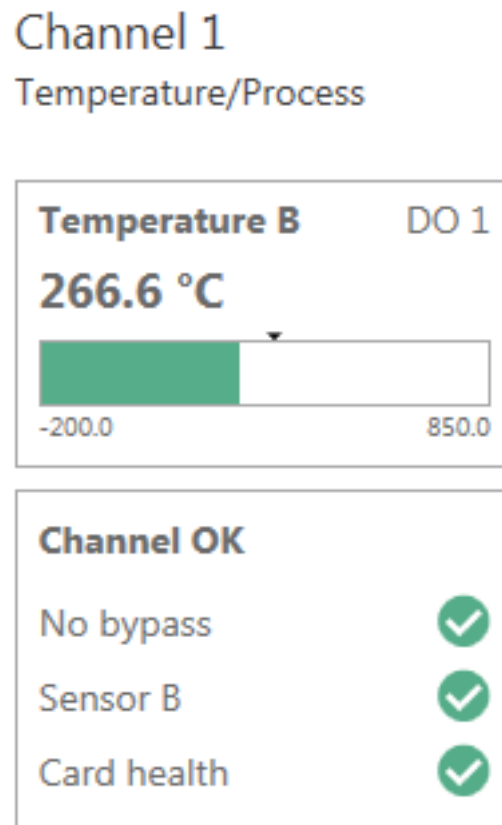 Channel 1
Temperature/Process
Temperature B DO 1
266.6 °C
-200.0 850.0
Channel OK
No bypass
Sensor B
Card health